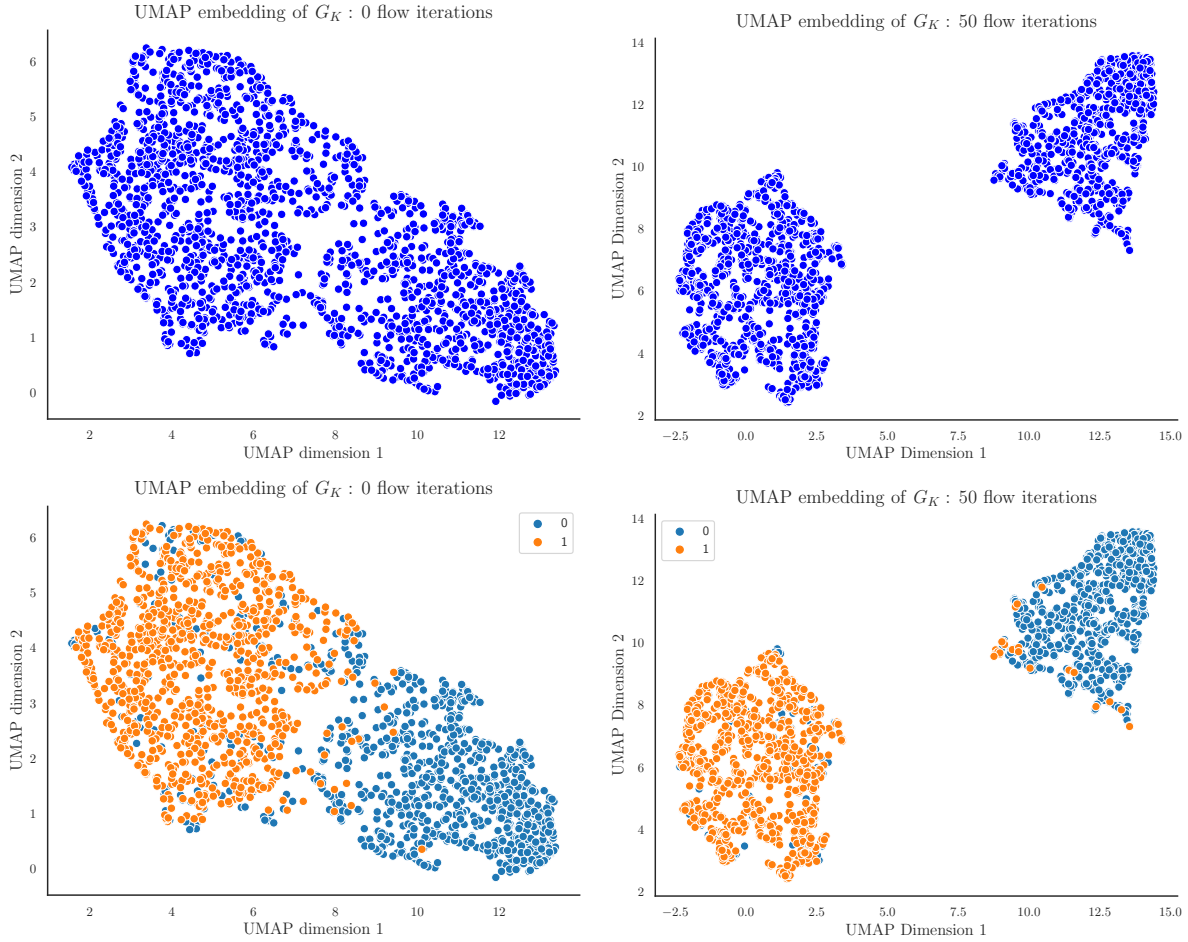 UMAP embedding of G_K : 0 flow iterations
6
5
4
3
2
1
0
UMAP dimension 2
2 4 6 8 10 12
UMAP dimension 1
UMAP embedding of G_K : 50 flow iterations
14
12
10
8
6
4
2
UMAP Dimension 2
−2.5 0.0 2.5 5.0 7.5 10.0 12.5 15.0
UMAP Dimension 1
UMAP embedding of G_K : 0 flow iterations
0
1
6
5
4
3
2
1
0
UMAP dimension 2
2 4 6 8 10 12
UMAP dimension 1
UMAP embedding of G_K : 50 flow iterations
0
1
14
12
10
8
6
4
2
UMAP Dimension 2
−2.5 0.0 2.5 5.0 7.5 10.0 12.5 15.0
UMAP Dimension 1